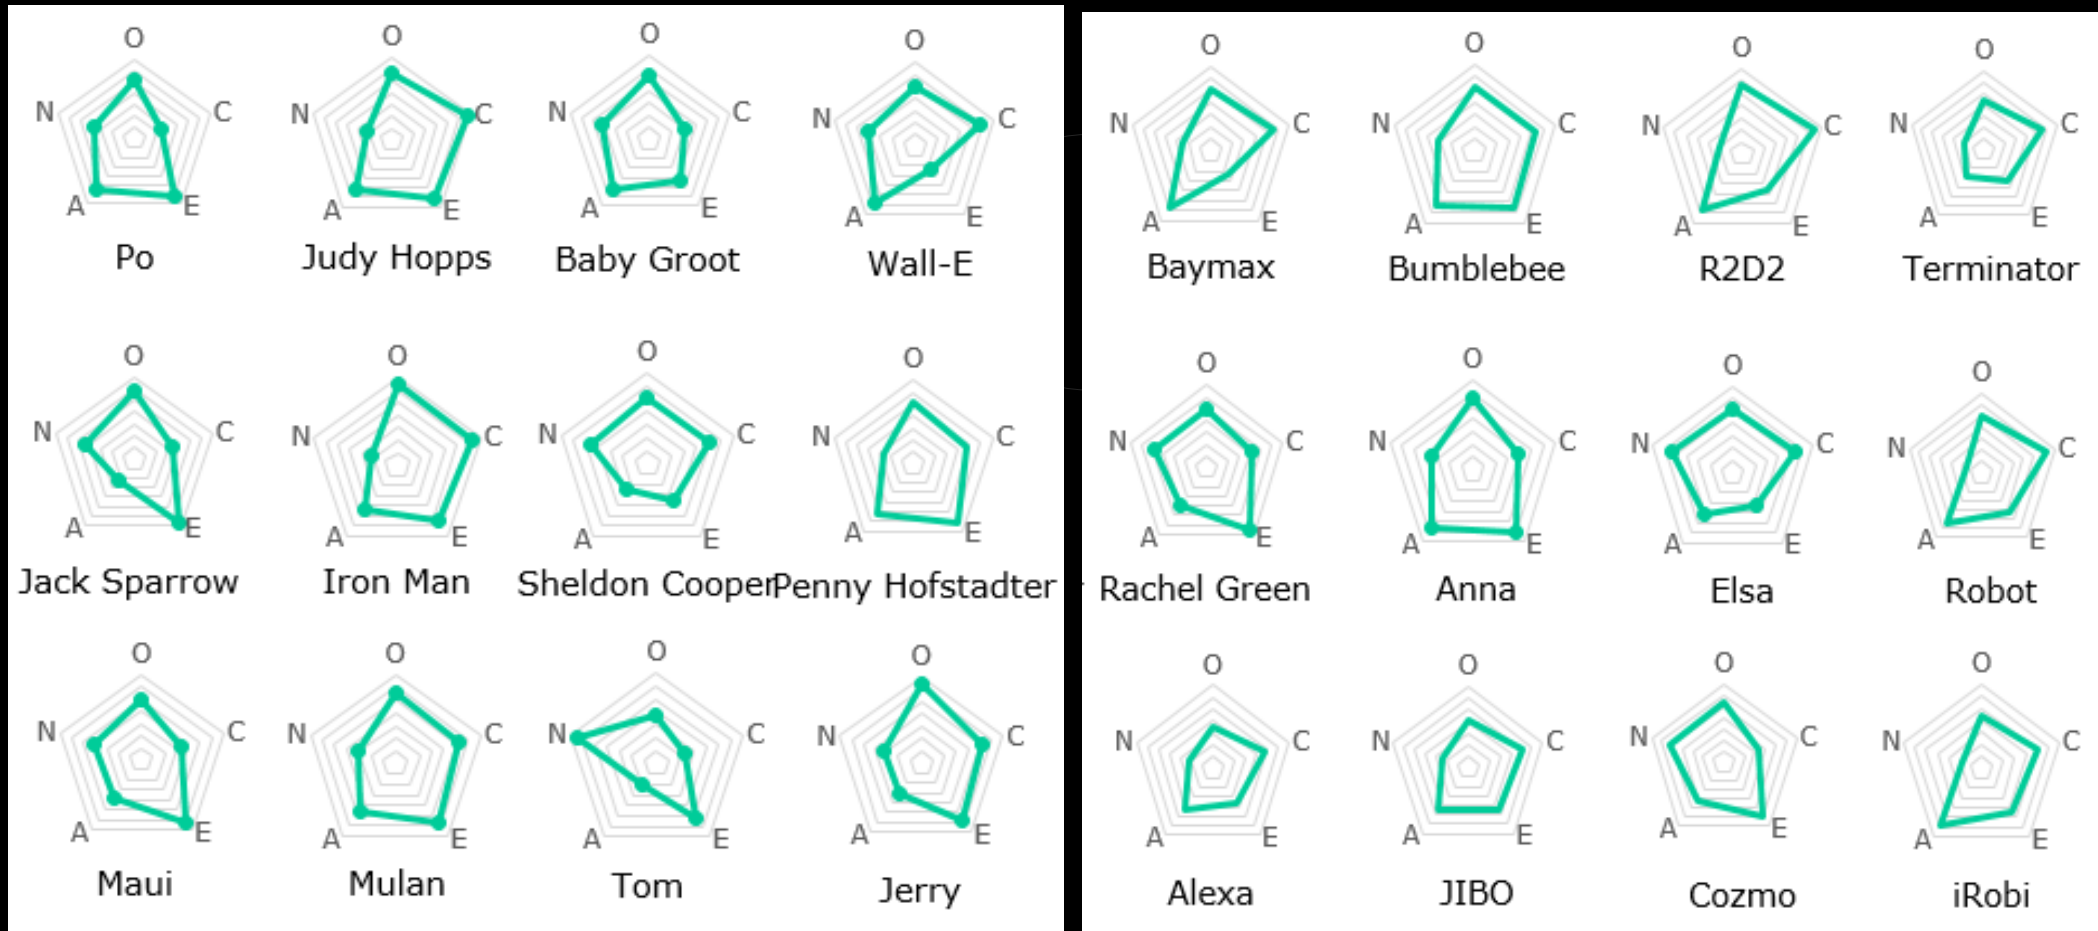 O O O O
N C N C N C N C
A E A E A E A E
Po Judy Hopps Baby Groot Wall-E
O O O O
N C N C N C N C
A E A E A E A E
Jack Sparrow Iron Man Sheldon Cooper Penny Hofstadter
O O O O
N C N C N C N C
A E A E A E A E
Maui Mulan Tom Jerry
O O O O
N C N C N C N C
A E A E A E A E
Baymax Bumblebee R2D2 Terminator
O O O O
N C N C N C N C
A E A E A E A E
Rachel Green Anna Elsa Robot
O O O O
N C N C N C N C
A E A E A E A E
Alexa JIBO Cozmo iRobi